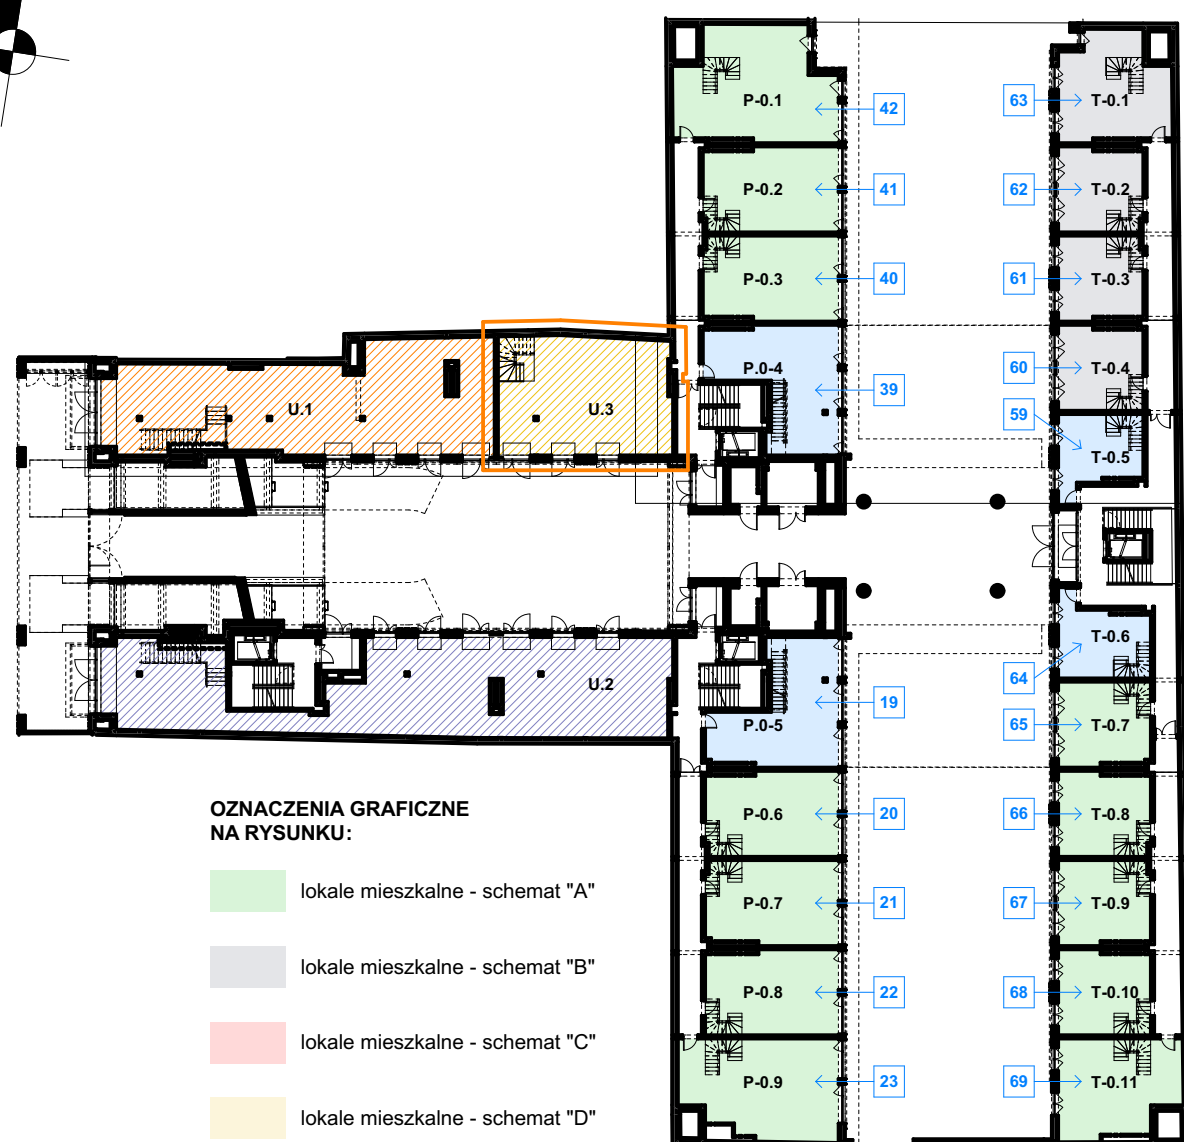 P-0.1
42
63
T-0.1
P-0.2
41
62
T-0.2
P-0.3
40
61
T-0.3
P.0-4
39
60
T-0.4
59
T-0.5
U.1
U.3
U.2
T-0.6
64
P.0-5
19
65
T-0.7
P-0.6
20
66
T-0.8
P-0.7
21
67
T-0.9
P-0.8
22
68
T-0.10
P-0.9
23
69
T-0.11
OZNACZENIA GRAFICZNE
NA RYSUNKU:
lokale mieszkalne - schemat "A"
lokale mieszkalne - schemat "B"
lokale mieszkalne - schemat "C"
lokale mieszkalne - schemat "D"